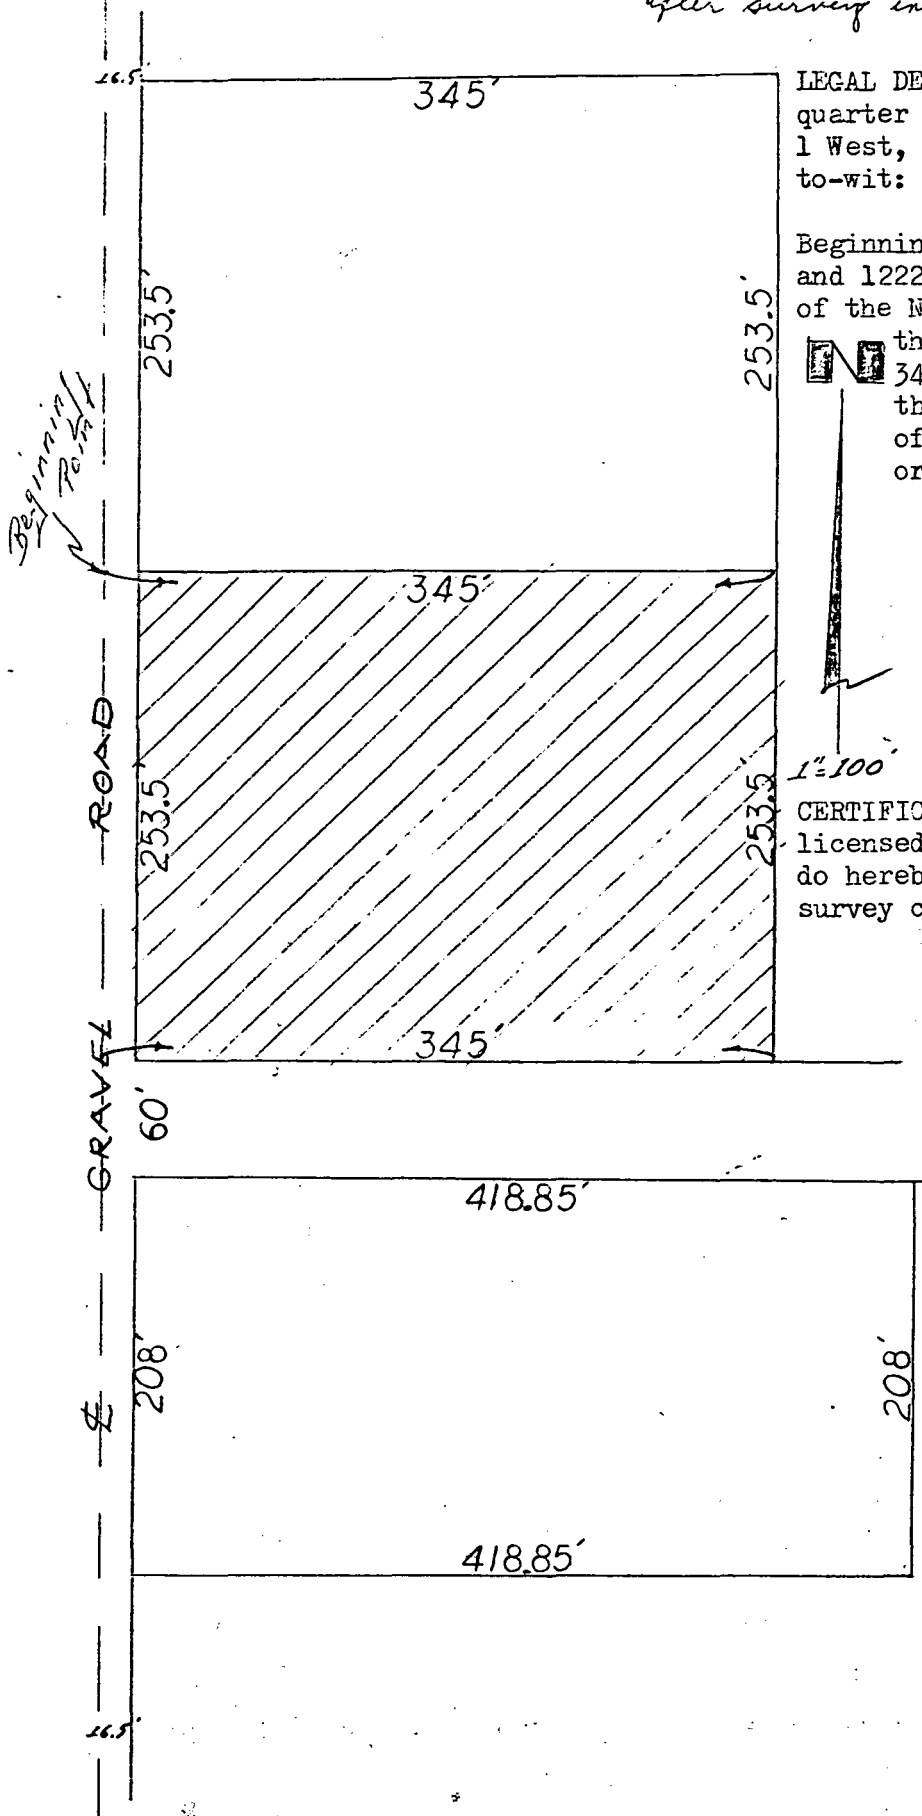 after survey in
16.5'
345'
LEGAL DE
quarter
1 West,
to-wit:
Beginnin
and 1222
of the N
th
34
th
of
or
N
253.5'
253.5'
Beginning
Point
345'
ROAD
253.5'
253.5'
1"=100'
CERTIFIC
licensed
do hereb
survey c
345'
GRAVEL
60'
418.85'
208'
208'
℄
418.85'
16.5'